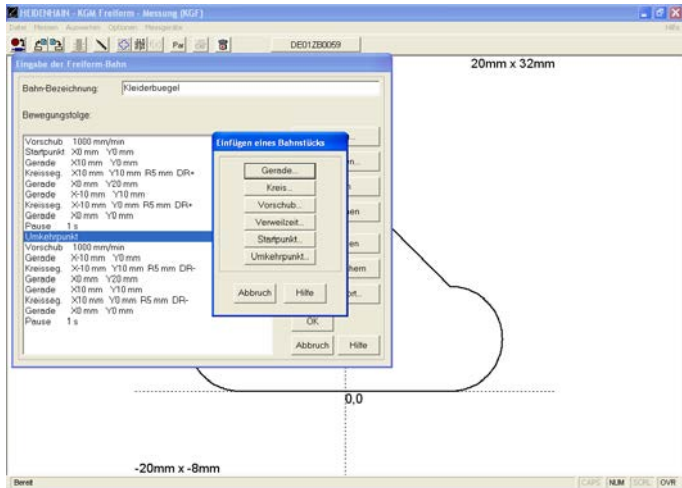 HEIDENHAIN - KGM Freiform - Messung (KGF)
Datei Messen Auswerten Optionen Messgeräte Hilfe
Par DE01ZB0059
20mm x 32mm
Eingabe der Freiform-Bahn
Bahn-Bezeichnung: Kleiderbuegel
Bewegungsfolge:
Vorschub 1000 mm/min
Startpunkt X0 mm Y0 mm
Gerade X10 mm Y0 mm
Kreisseg. X10 mm Y10 mm R5 mm DR+
Gerade X0 mm Y20 mm
Gerade X-10 mm Y10 mm
Kreisseg. X-10 mm Y0 mm R5 mm DR+
Gerade X0 mm Y0 mm
Pause 1 s
Umkehrpunkt
Vorschub 1000 mm/min
Gerade X-10 mm Y0 mm
Kreisseg. X-10 mm Y10 mm R5 mm DR-
Gerade X0 mm Y20 mm
Gerade X10 mm Y10 mm
Kreisseg. X10 mm Y0 mm R5 mm DR-
Gerade X0 mm Y0 mm
Pause 1 s
Einfügen eines Bahnstücks
Gerade...
Kreis...
Vorschub...
Verweilzeit...
Startpunkt...
Umkehrpunkt...
Abbruch Hilfe
OK
Abbruch Hilfe
0,0
-20mm x -8mm
Bereit CAPS NUM SCRL OVR